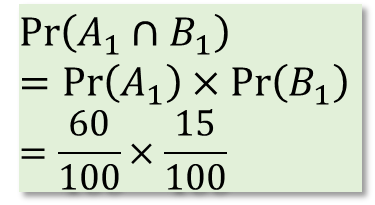 Pr(𝐴₁ ∩ 𝐵₁)
= Pr(𝐴₁) × Pr(𝐵₁)
= 60/100 × 15/100